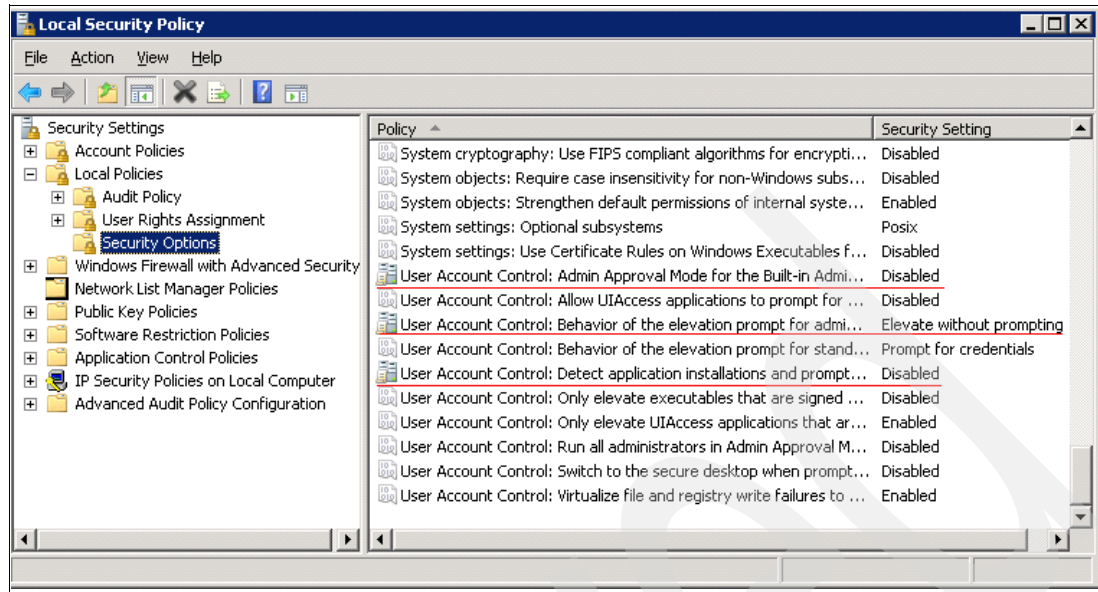 Local Security Policy
File Action View Help
Security Settings
Account Policies
Local Policies
Audit Policy
User Rights Assignment
Security Options
Windows Firewall with Advanced Security
Network List Manager Policies
Public Key Policies
Software Restriction Policies
Application Control Policies
IP Security Policies on Local Computer
Advanced Audit Policy Configuration
Policy Security Setting
System cryptography: Use FIPS compliant algorithms for encrypti... Disabled
System objects: Require case insensitivity for non-Windows subs... Disabled
System objects: Strengthen default permissions of internal syste... Enabled
System settings: Optional subsystems Posix
System settings: Use Certificate Rules on Windows Executables f... Disabled
User Account Control: Admin Approval Mode for the Built-in Admi... Disabled
User Account Control: Allow UIAccess applications to prompt for ... Disabled
User Account Control: Behavior of the elevation prompt for admi... Elevate without prompting
User Account Control: Behavior of the elevation prompt for stand... Prompt for credentials
User Account Control: Detect application installations and prompt... Disabled
User Account Control: Only elevate executables that are signed ... Disabled
User Account Control: Only elevate UIAccess applications that ar... Enabled
User Account Control: Run all administrators in Admin Approval M... Disabled
User Account Control: Switch to the secure desktop when prompt... Disabled
User Account Control: Virtualize file and registry write failures to ... Enabled